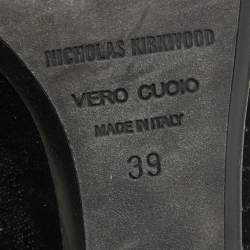 NICHOLAS KIRKWOOD
VERO CUOIO
MADE IN ITALY
39